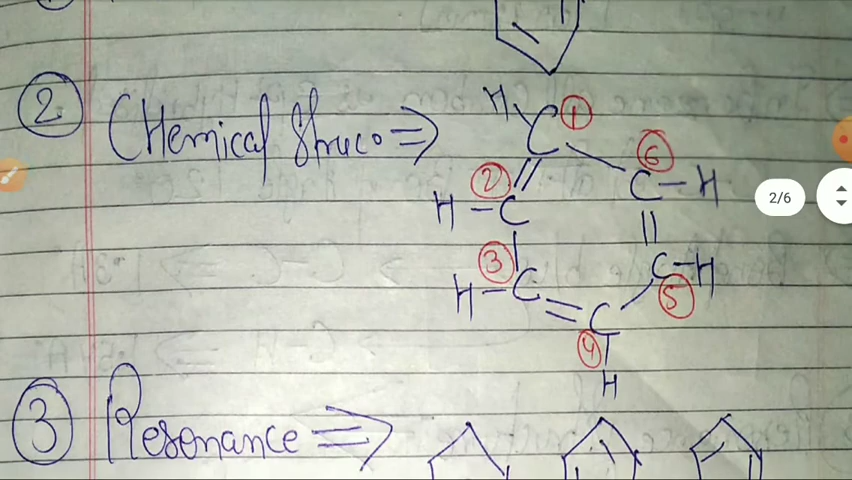 ② Chemical Struc. ⇒
H C ①
⑥ C – H
② H – C
③ H – C
C – H ⑤
C ④
H
2/6
③ Resonance ⇒